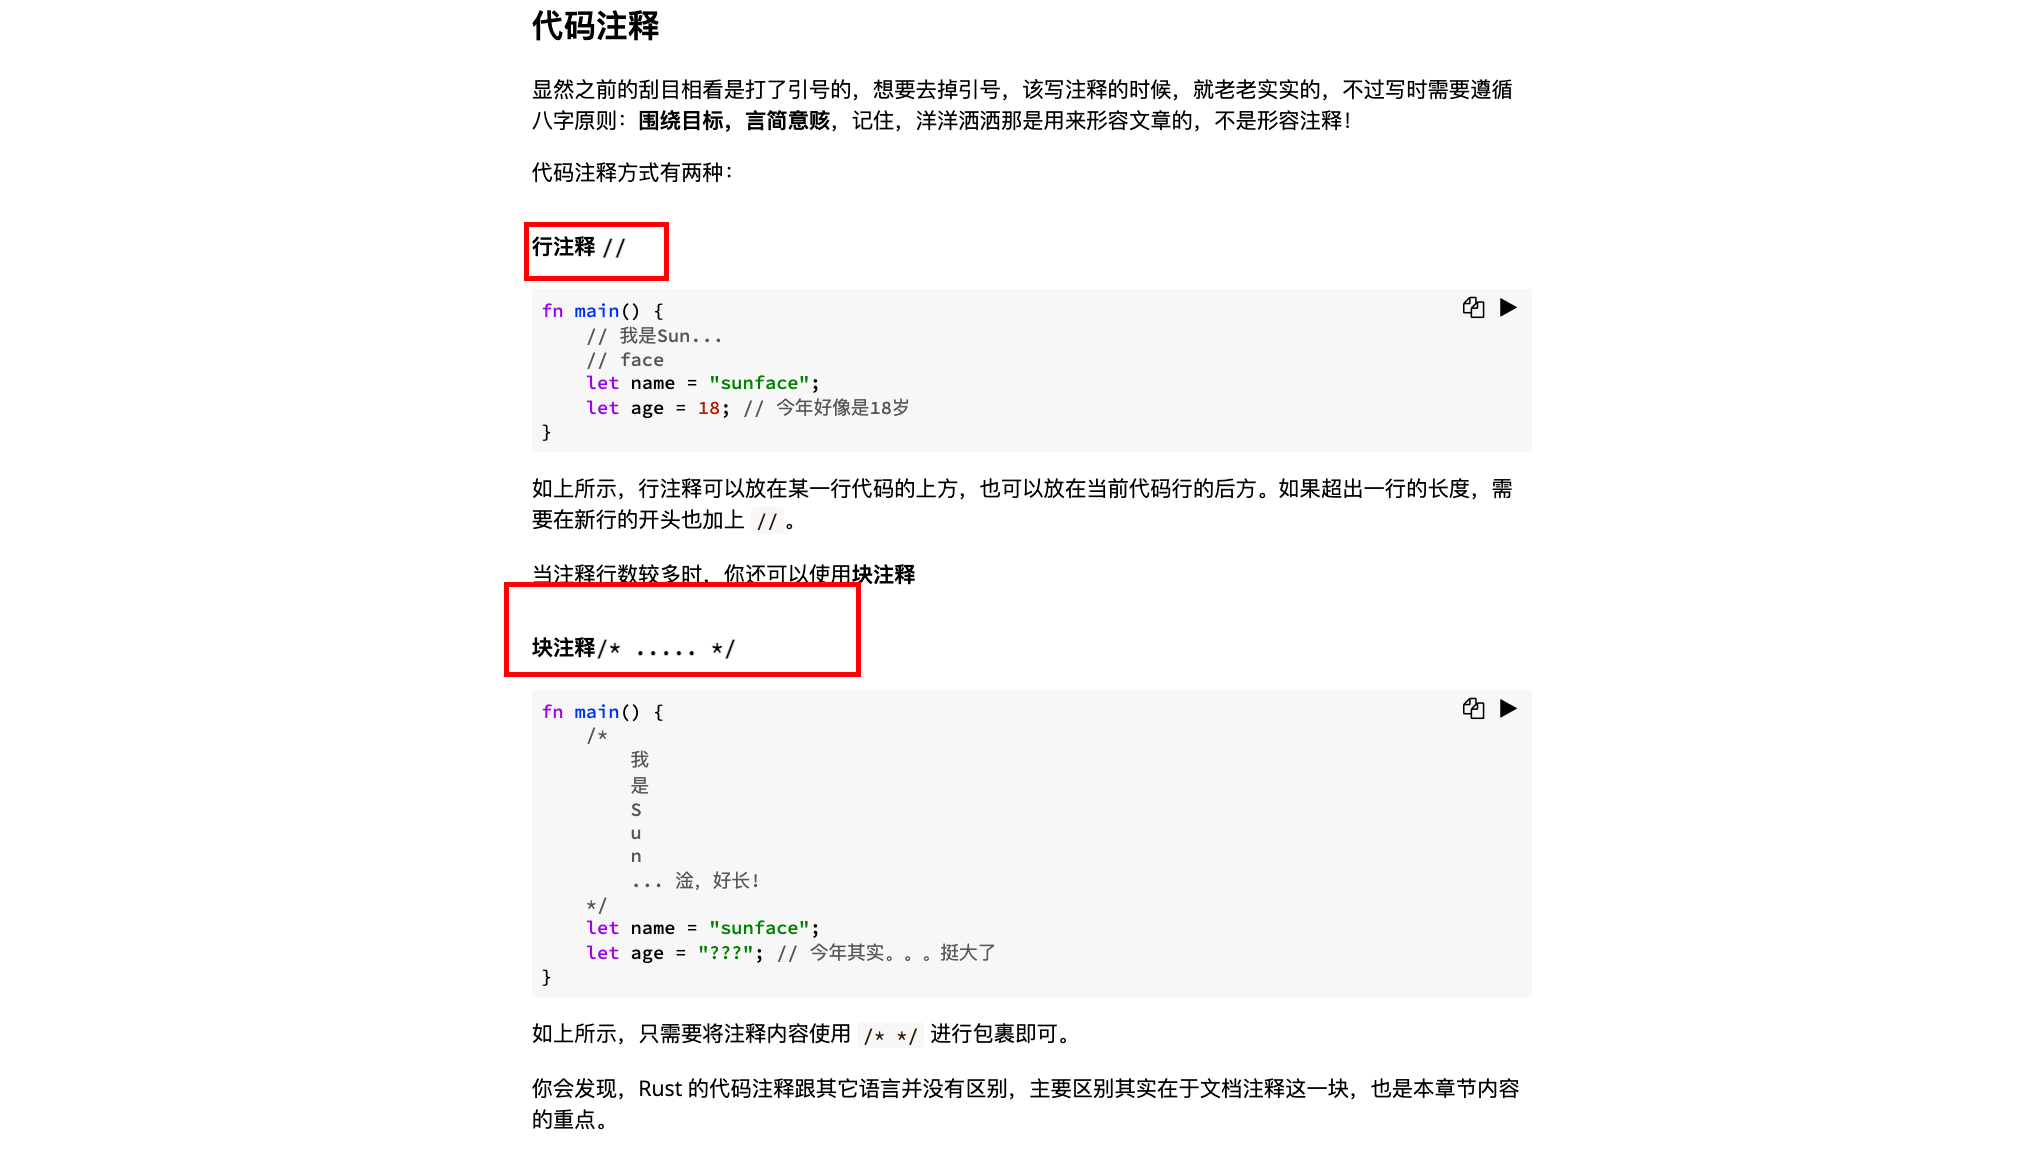 代码注释
显然之前的刮目相看是打了引号的，想要去掉引号，该写注释的时候，就老老实实的，不过写时需要遵循
八字原则：围绕目标，言简意赅，记住，洋洋洒洒那是用来形容文章的，不是形容注释！
代码注释方式有两种：
行注释 //
fn main() {
    // 我是Sun...
    // face
    let name = "sunface";
    let age = 18; // 今年好像是18岁
}
如上所示，行注释可以放在某一行代码的上方，也可以放在当前代码行的后方。如果超出一行的长度，需
要在新行的开头也加上 //。
当注释行数较多时，你还可以使用块注释
块注释/* ..... */
fn main() {
    /*
        我
        是
        S
        u
        n
        ... 淦，好长!
    */
    let name = "sunface";
    let age = "???"; // 今年其实。。。挺大了
}
如上所示，只需要将注释内容使用 /* */ 进行包裹即可。
你会发现，Rust 的代码注释跟其它语言并没有区别，主要区别其实在于文档注释这一块，也是本章节内容
的重点。